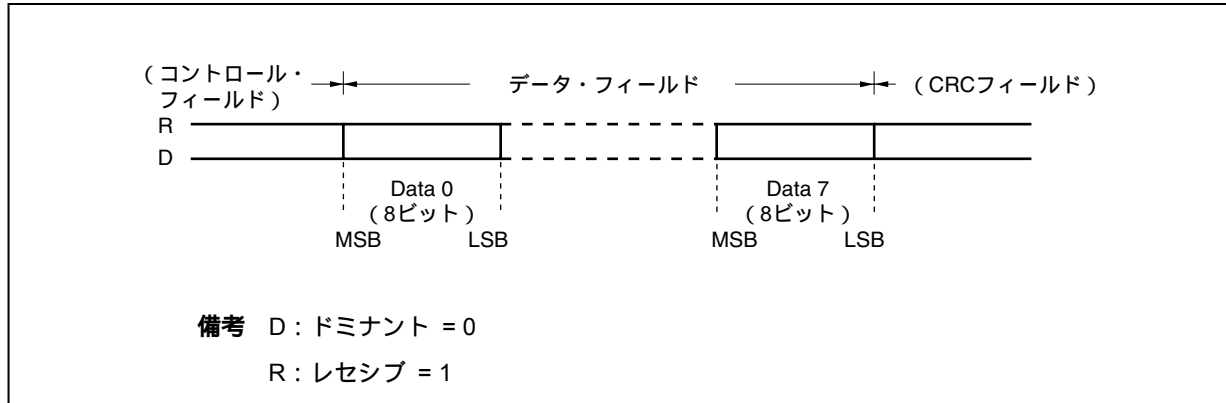 （コントロール・
フィールド）
データ・フィールド
（CRCフィールド）
R
D
Data 0
（8ビット）
Data 7
（8ビット）
MSB LSB MSB LSB
備考 D：ドミナント = 0
R：レセシブ = 1